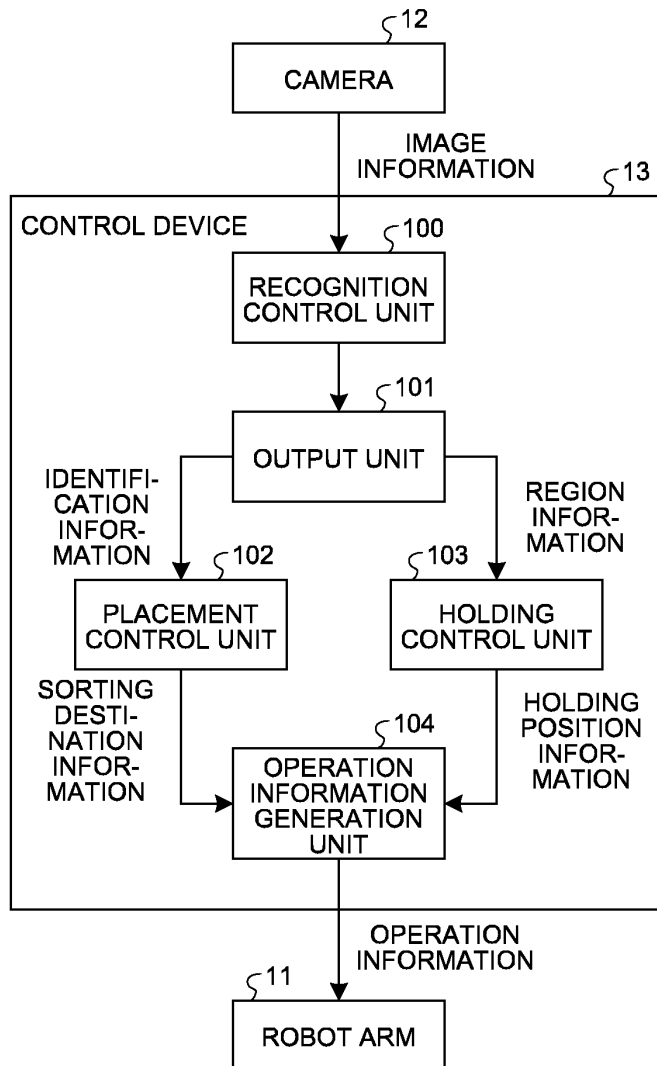 12
CAMERA
IMAGE
INFORMATION
13
CONTROL DEVICE
100
RECOGNITION
CONTROL UNIT
101
OUTPUT UNIT
IDENTIFI-
CATION
INFOR-
MATION
REGION
INFOR-
MATION
102
PLACEMENT
CONTROL UNIT
103
HOLDING
CONTROL UNIT
SORTING
DESTI-
NATION
INFOR-
MATION
HOLDING
POSITION
INFOR-
MATION
104
OPERATION
INFORMATION
GENERATION
UNIT
OPERATION
INFORMATION
11
ROBOT ARM